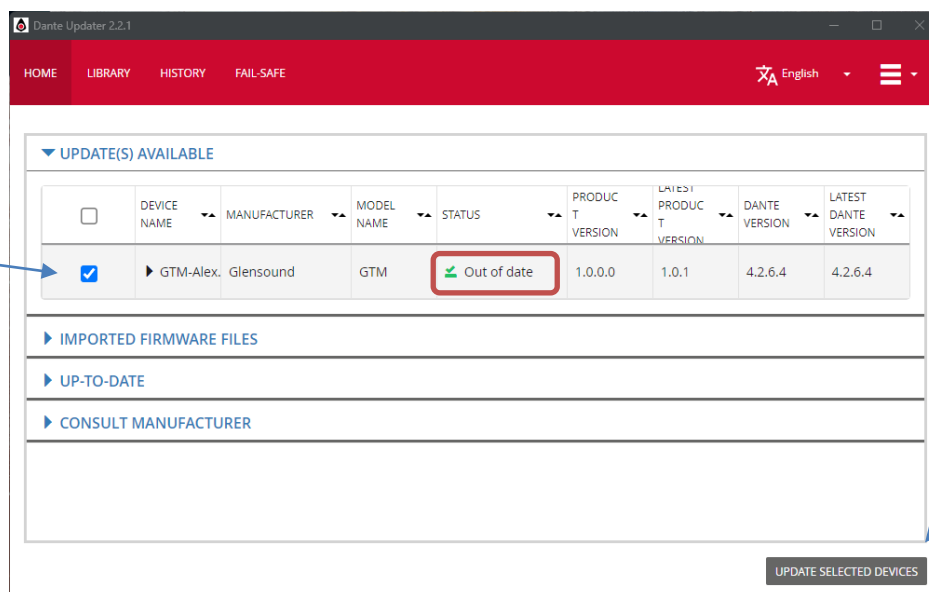 Dante Updater 2.2.1
HOME LIBRARY HISTORY FAIL-SAFE English
UPDATE(S) AVAILABLE
DEVICE NAME MANUFACTURER MODEL NAME STATUS PRODUC T VERSION LATEST PRODUC T VERSION DANTE VERSION LATEST DANTE VERSION
GTM-Alex. Glensound GTM Out of date 1.0.0.0 1.0.1 4.2.6.4 4.2.6.4
IMPORTED FIRMWARE FILES
UP-TO-DATE
CONSULT MANUFACTURER
UPDATE SELECTED DEVICES